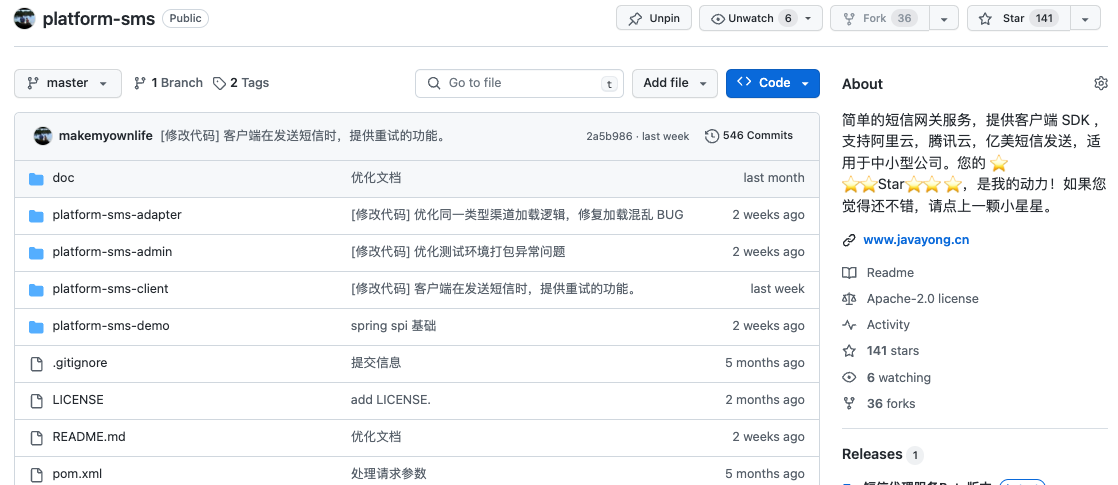 platform-sms Public Unpin Unwatch 6 Fork 36 Star 141
master 1 Branch 2 Tags Go to file t Add file Code
makemyownlife [修改代码] 客户端在发送短信时，提供重试的功能。 2a5b986 · last week 546 Commits
doc 优化文档 last month
platform-sms-adapter [修改代码] 优化同一类型渠道加载逻辑，修复加载混乱 BUG 2 weeks ago
platform-sms-admin [修改代码] 优化测试环境打包异常问题 2 weeks ago
platform-sms-client [修改代码] 客户端在发送短信时，提供重试的功能。 last week
platform-sms-demo spring spi 基础 2 weeks ago
.gitignore 提交信息 5 months ago
LICENSE add LICENSE. 2 months ago
README.md 优化文档 2 weeks ago
pom.xml 处理请求参数 5 months ago
About
简单的短信网关服务，提供客户端 SDK ，
支持阿里云，腾讯云，亿美短信发送，适
用于中小型公司。您的 ⭐
⭐⭐Star⭐⭐ ⭐，是我的动力！如果您
觉得还不错，请点上一颗小星星。
www.javayong.cn
Readme
Apache-2.0 license
Activity
141 stars
6 watching
36 forks
Releases 1